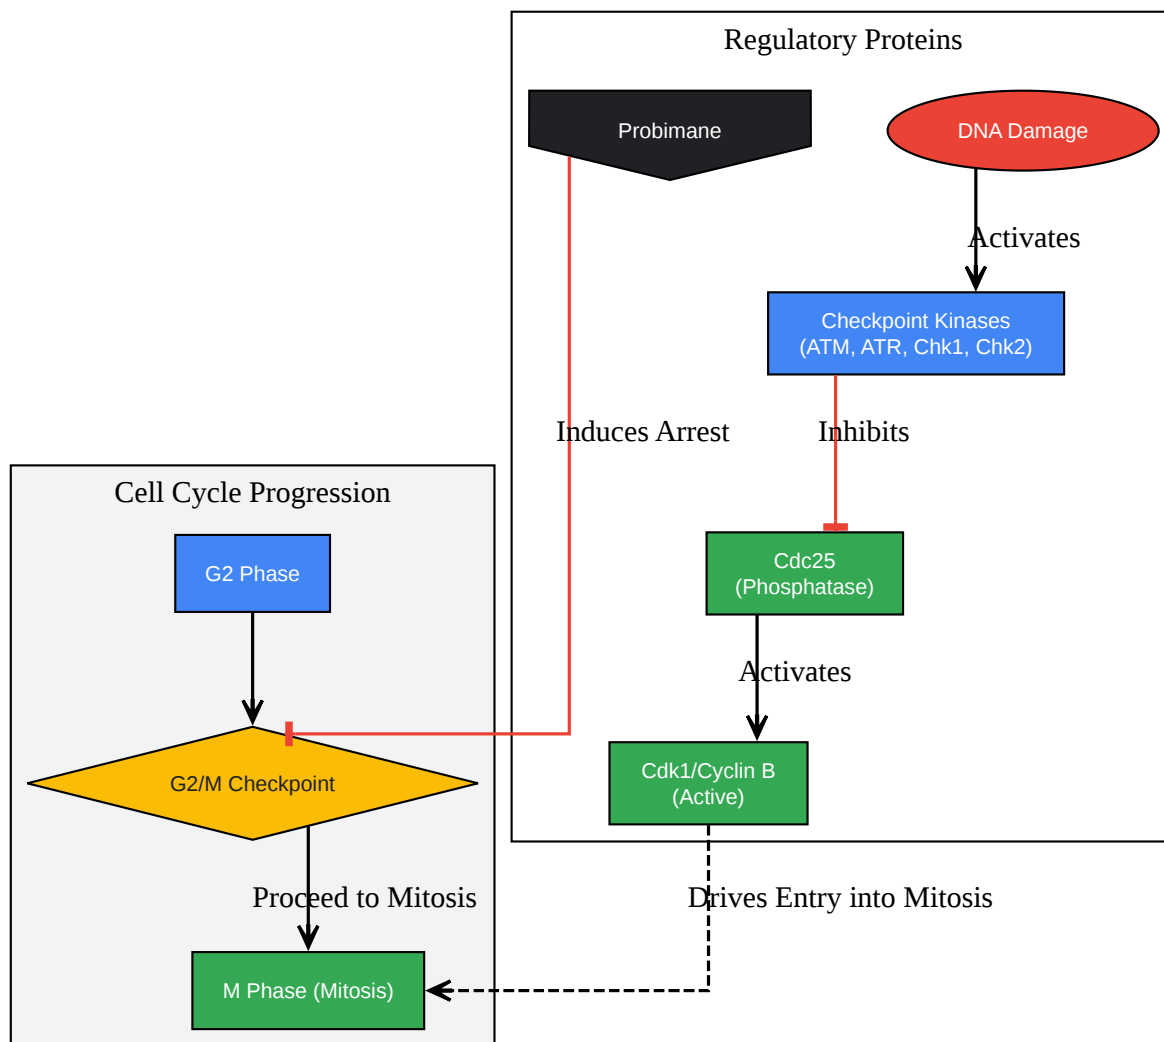 Regulatory Proteins
Probimane
DNA Damage
Activates
Checkpoint Kinases
(ATM, ATR, Chk1, Chk2)
Induces Arrest
Inhibits
Cell Cycle Progression
G2 Phase
Cdc25
(Phosphatase)
Activates
G2/M Checkpoint
Cdk1/Cyclin B
(Active)
Proceed to Mitosis
Drives Entry into Mitosis
M Phase (Mitosis)